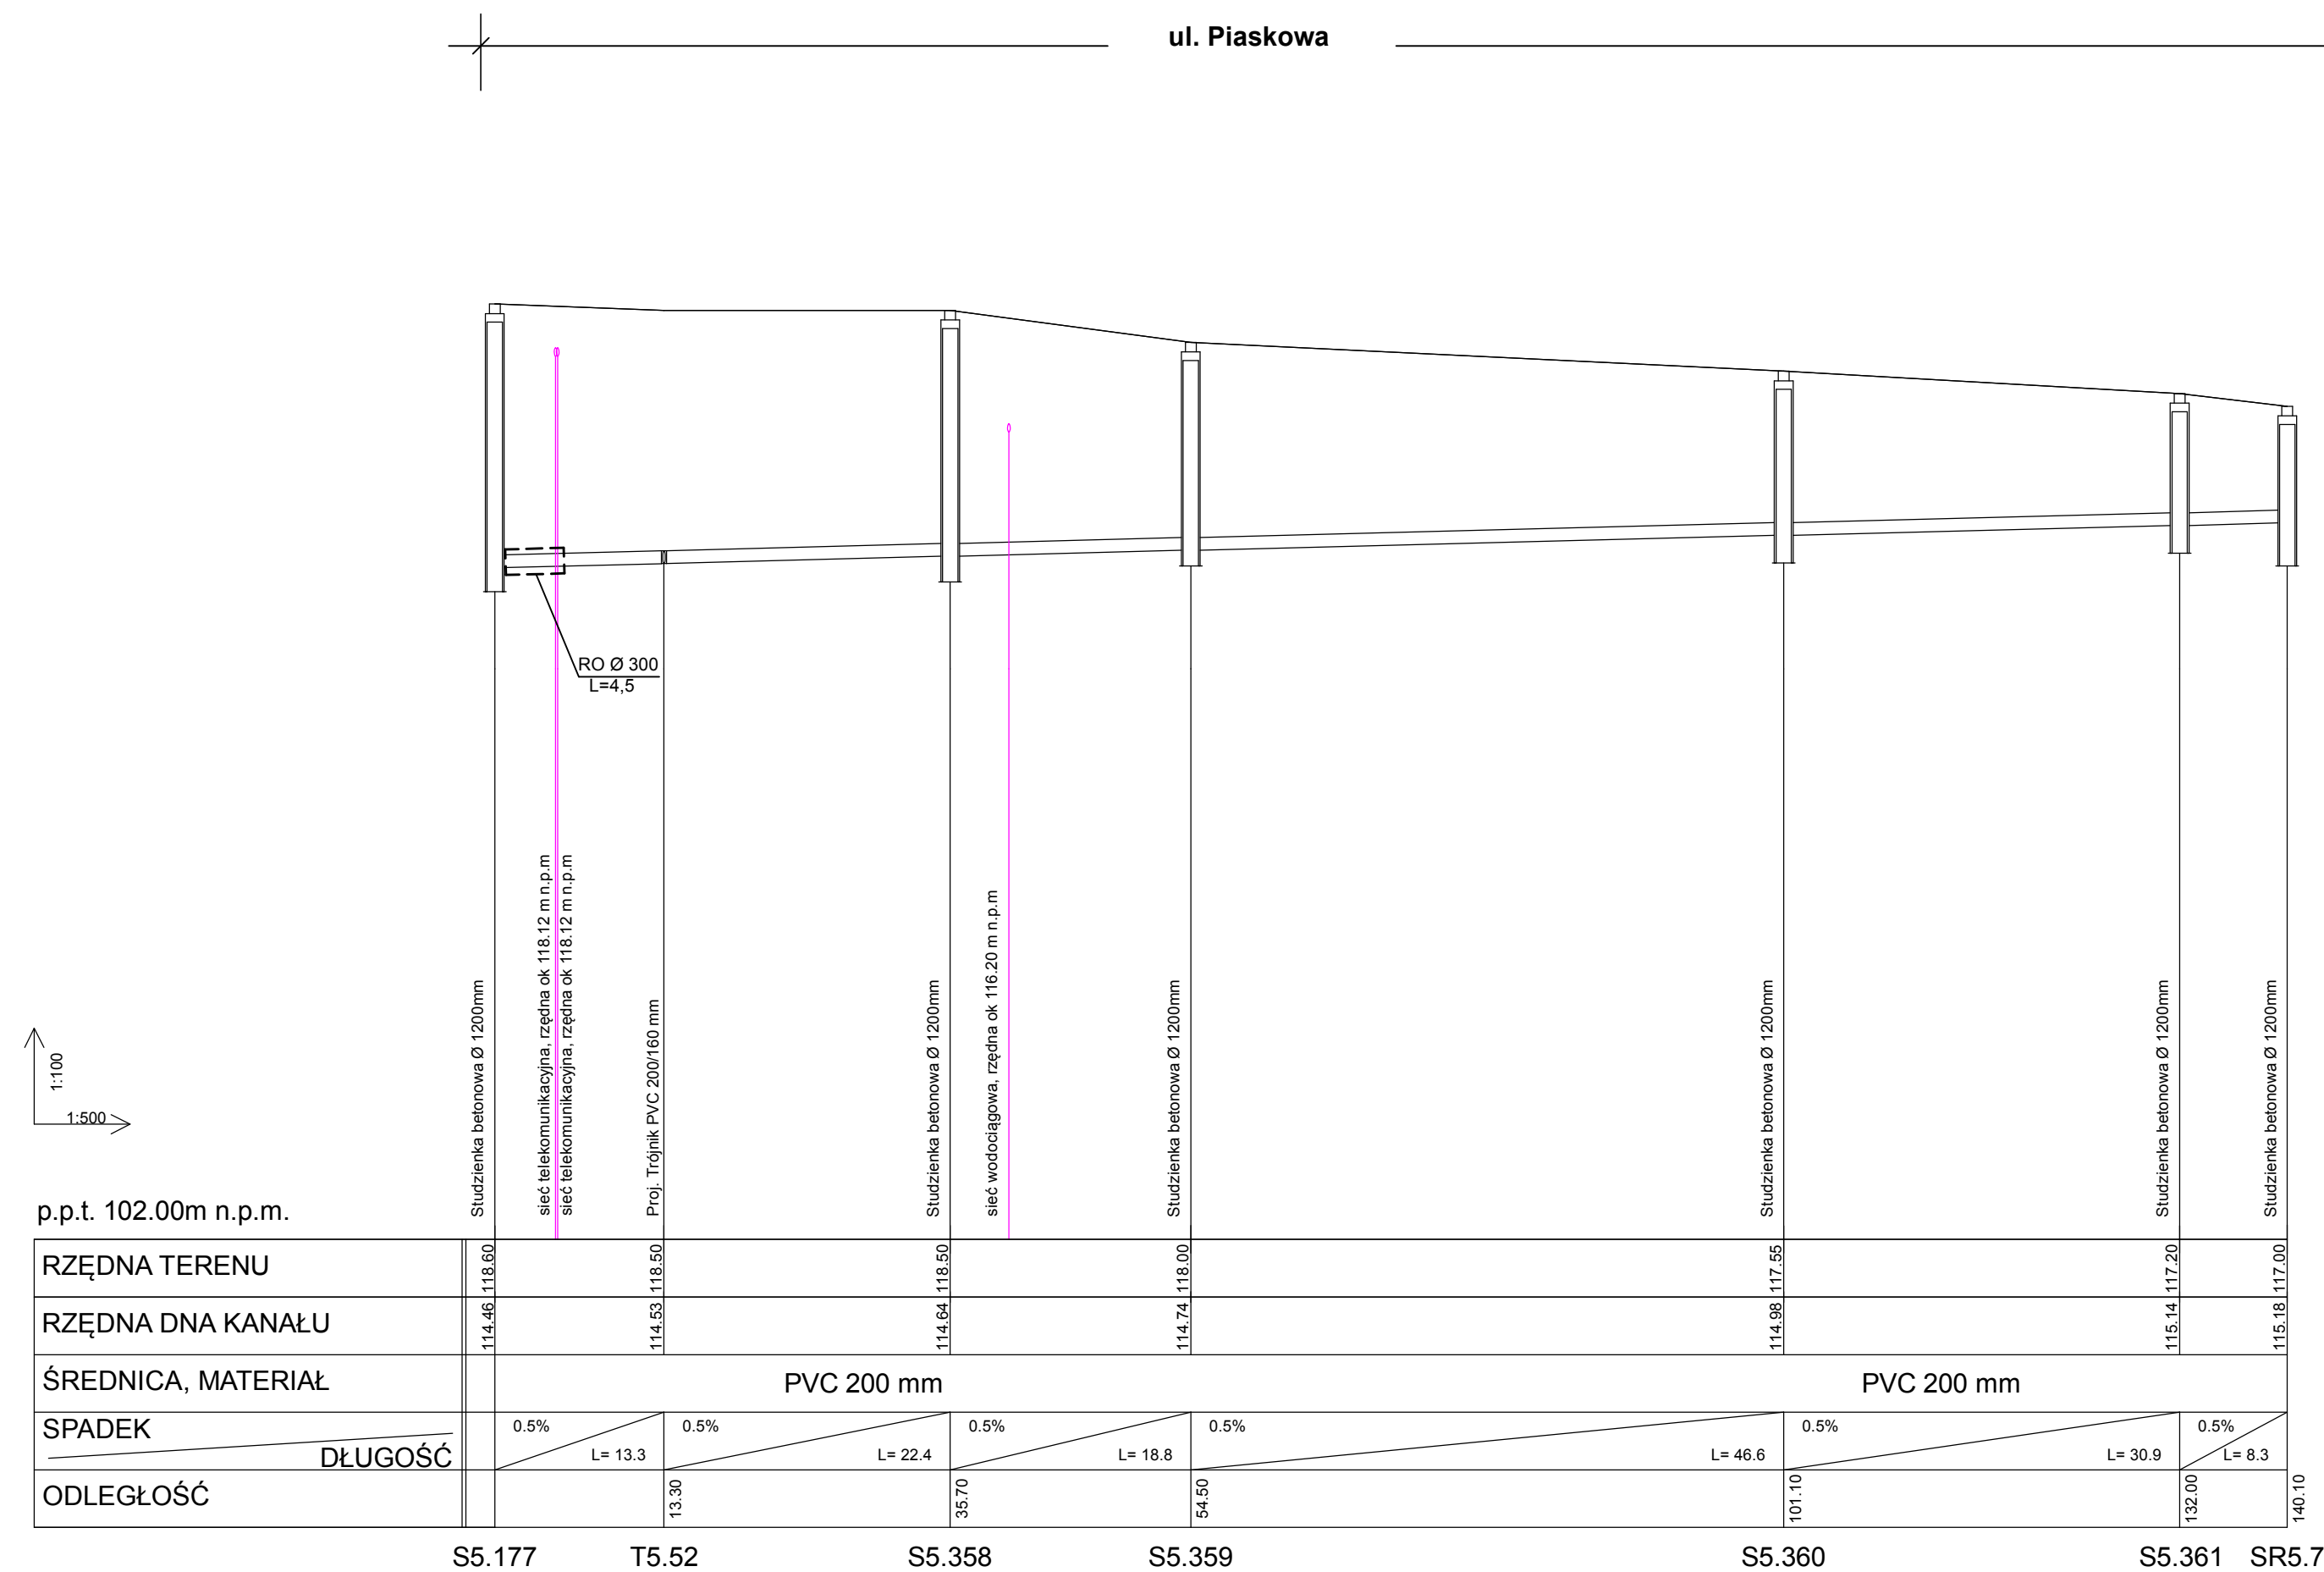 ul. Piaskowa
RO Ø 300
L=4,5
Studzienka betonowa Ø 1200mm
sieć telekomunikacyjna, rzędna ok 118.12 m n.p.m
sieć telekomunikacyjna, rzędna ok 118.12 m n.p.m
Proj. Trójnik PVC 200/160 mm
Studzienka betonowa Ø 1200mm
sieć wodociągowa, rzędna ok 116.20 m n.p.m
Studzienka betonowa Ø 1200mm
Studzienka betonowa Ø 1200mm
Studzienka betonowa Ø 1200mm
Studzienka betonowa Ø 1200mm
1:100
1:500
p.p.t. 102.00m n.p.m.
RZĘDNA TERENU 118.60 118.50 118.50 118.00 117.55 117.20 117.00
RZĘDNA DNA KANAŁU 114.46 114.53 114.64 114.74 114.98 115.14 115.18
ŚREDNICA, MATERIAŁ PVC 200 mm PVC 200 mm
SPADEK 0.5% 0.5% 0.5% 0.5% 0.5% 0.5%
DŁUGOŚĆ L= 13.3 L= 22.4 L= 18.8 L= 46.6 L= 30.9 L= 8.3
ODLEGŁOŚĆ 13.30 35.70 54.50 101.10 132.00 140.10
S5.177 T5.52 S5.358 S5.359 S5.360 S5.361 SR5.7